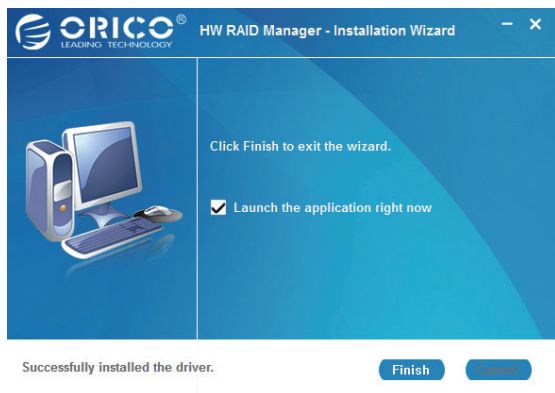 ORICO®
LEADING TECHNOLOGY
HW RAID Manager - Installation Wizard
Click Finish to exit the wizard.
Launch the application right now
Successfully installed the driver.
Finish
Cancel